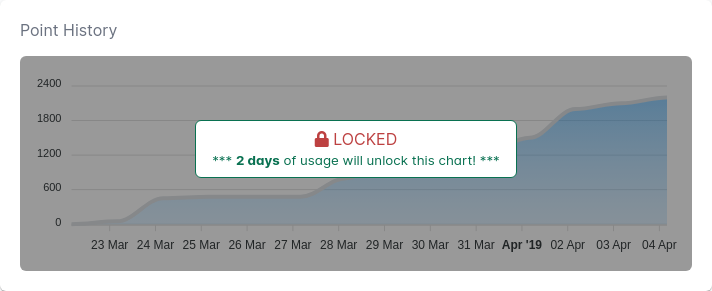 Point History
2400
1800
1200
600
0
LOCKED
*** 2 days of usage will unlock this chart! ***
23 Mar 24 Mar 25 Mar 26 Mar 27 Mar 28 Mar 29 Mar 30 Mar 31 Mar Apr '19 02 Apr 03 Apr 04 Apr